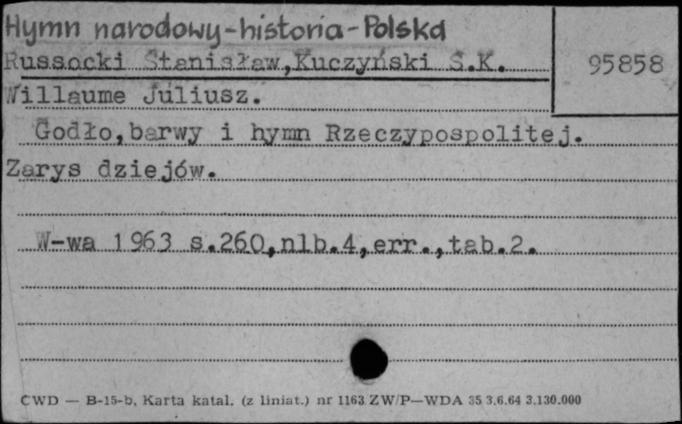 Hymn narodowy-historia-Polska
Russocki Stanisław,Kuczyński S.K. 95858
Willaume Juliusz.
Godło,barwy i hymn Rzeczypospolitej.
Zarys dziejów.
W-wa 1963 s.260,nlb.4,err.,tab.2.
CWD — B-15-b, Karta katal. (z liniat.) nr 1163 ZW/P—WDA 35 3.6.64 3.130.000